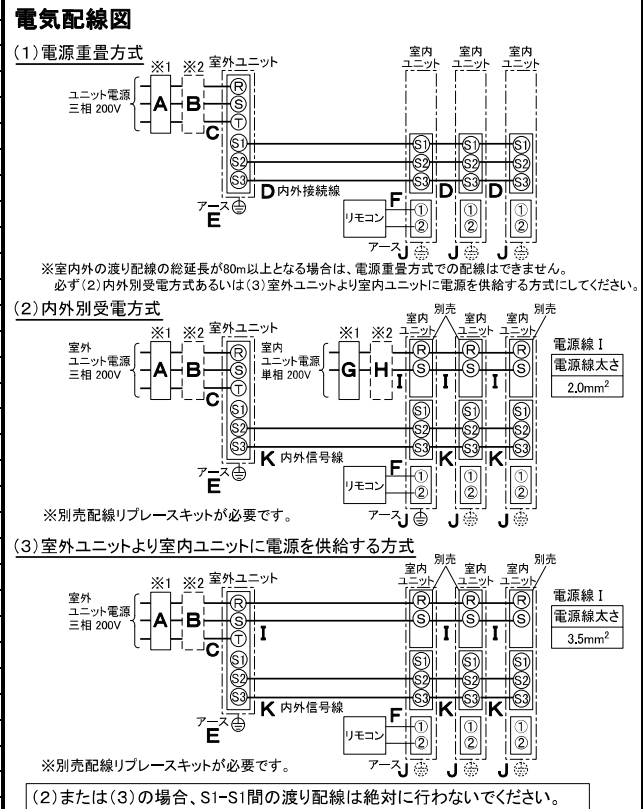 電気配線図
(1)電源重畳方式
※1 ※2 室外ユニット
室内 室内 室内
ユニット ユニット ユニット
ユニット電源
三相 200V
A B C
R
S
T
S1 S1 S1 S1
S2 S2 S2 S2
S3 S3 S3 S3
D 内外接続線 D D
アース
E
F
リモコン
① ① ①
② ② ②
アース J J J
※室内外の渡り配線の総延長が80m以上となる場合は、電源重畳方式での配線はできません。
必ず(2)内外別受電方式あるいは(3)室外ユニットより室内ユニットに電源を供給する方式にしてください。
(2)内外別受電方式
※1 ※2 室外ユニット
※1 ※2
室内 別売 室内 室内 別売
ユニット ユニット ユニット
室外
ユニット電源
三相 200V
A B C
室内
ユニット電源
単相 200V
G H I I I
R R R R
S S S S
T
電源線 I
電源線太さ
2.0mm²
S1 S1 S1 S1
S2 S2 S2 S2
S3 S3 S3 S3
K 内外信号線 K K
アース
E
F
リモコン
① ① ①
② ② ②
アース J J J
※別売配線リプレースキットが必要です。
(3)室外ユニットより室内ユニットに電源を供給する方式
※1 ※2 室外ユニット
室内 別売 室内 室内 別売
ユニット ユニット ユニット
室外
ユニット電源
三相 200V
A B C
R R R R
S S S S
T
I I I
電源線 I
電源線太さ
3.5mm²
S1 S1 S1 S1
S2 S2 S2 S2
S3 S3 S3 S3
K 内外信号線 K K
アース
E
F
リモコン
① ① ①
② ② ②
アース J J J
※別売配線リプレースキットが必要です。
(2)または(3)の場合、S1-S1間の渡り配線は絶対に行わないでください。